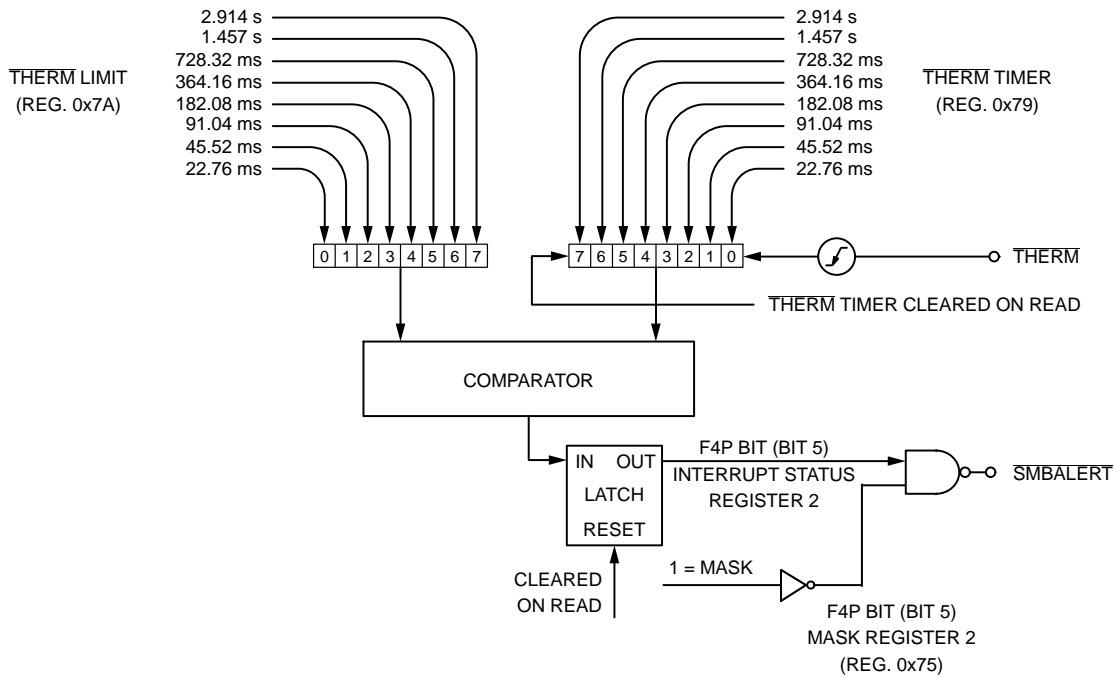 2.914 s
1.457 s
728.32 ms
364.16 ms
182.08 ms
91.04 ms
45.52 ms
22.76 ms
THERM LIMIT
(REG. 0x7A)
2.914 s
1.457 s
728.32 ms
364.16 ms
182.08 ms
91.04 ms
45.52 ms
22.76 ms
THERM TIMER
(REG. 0x79)
0 1 2 3 4 5 6 7
7 6 5 4 3 2 1 0
THERM
THERM TIMER CLEARED ON READ
COMPARATOR
IN OUT
LATCH
RESET
F4P BIT (BIT 5)
INTERRUPT STATUS
REGISTER 2
SMBALERT
CLEARED
ON READ
1 = MASK
F4P BIT (BIT 5)
MASK REGISTER 2
(REG. 0x75)